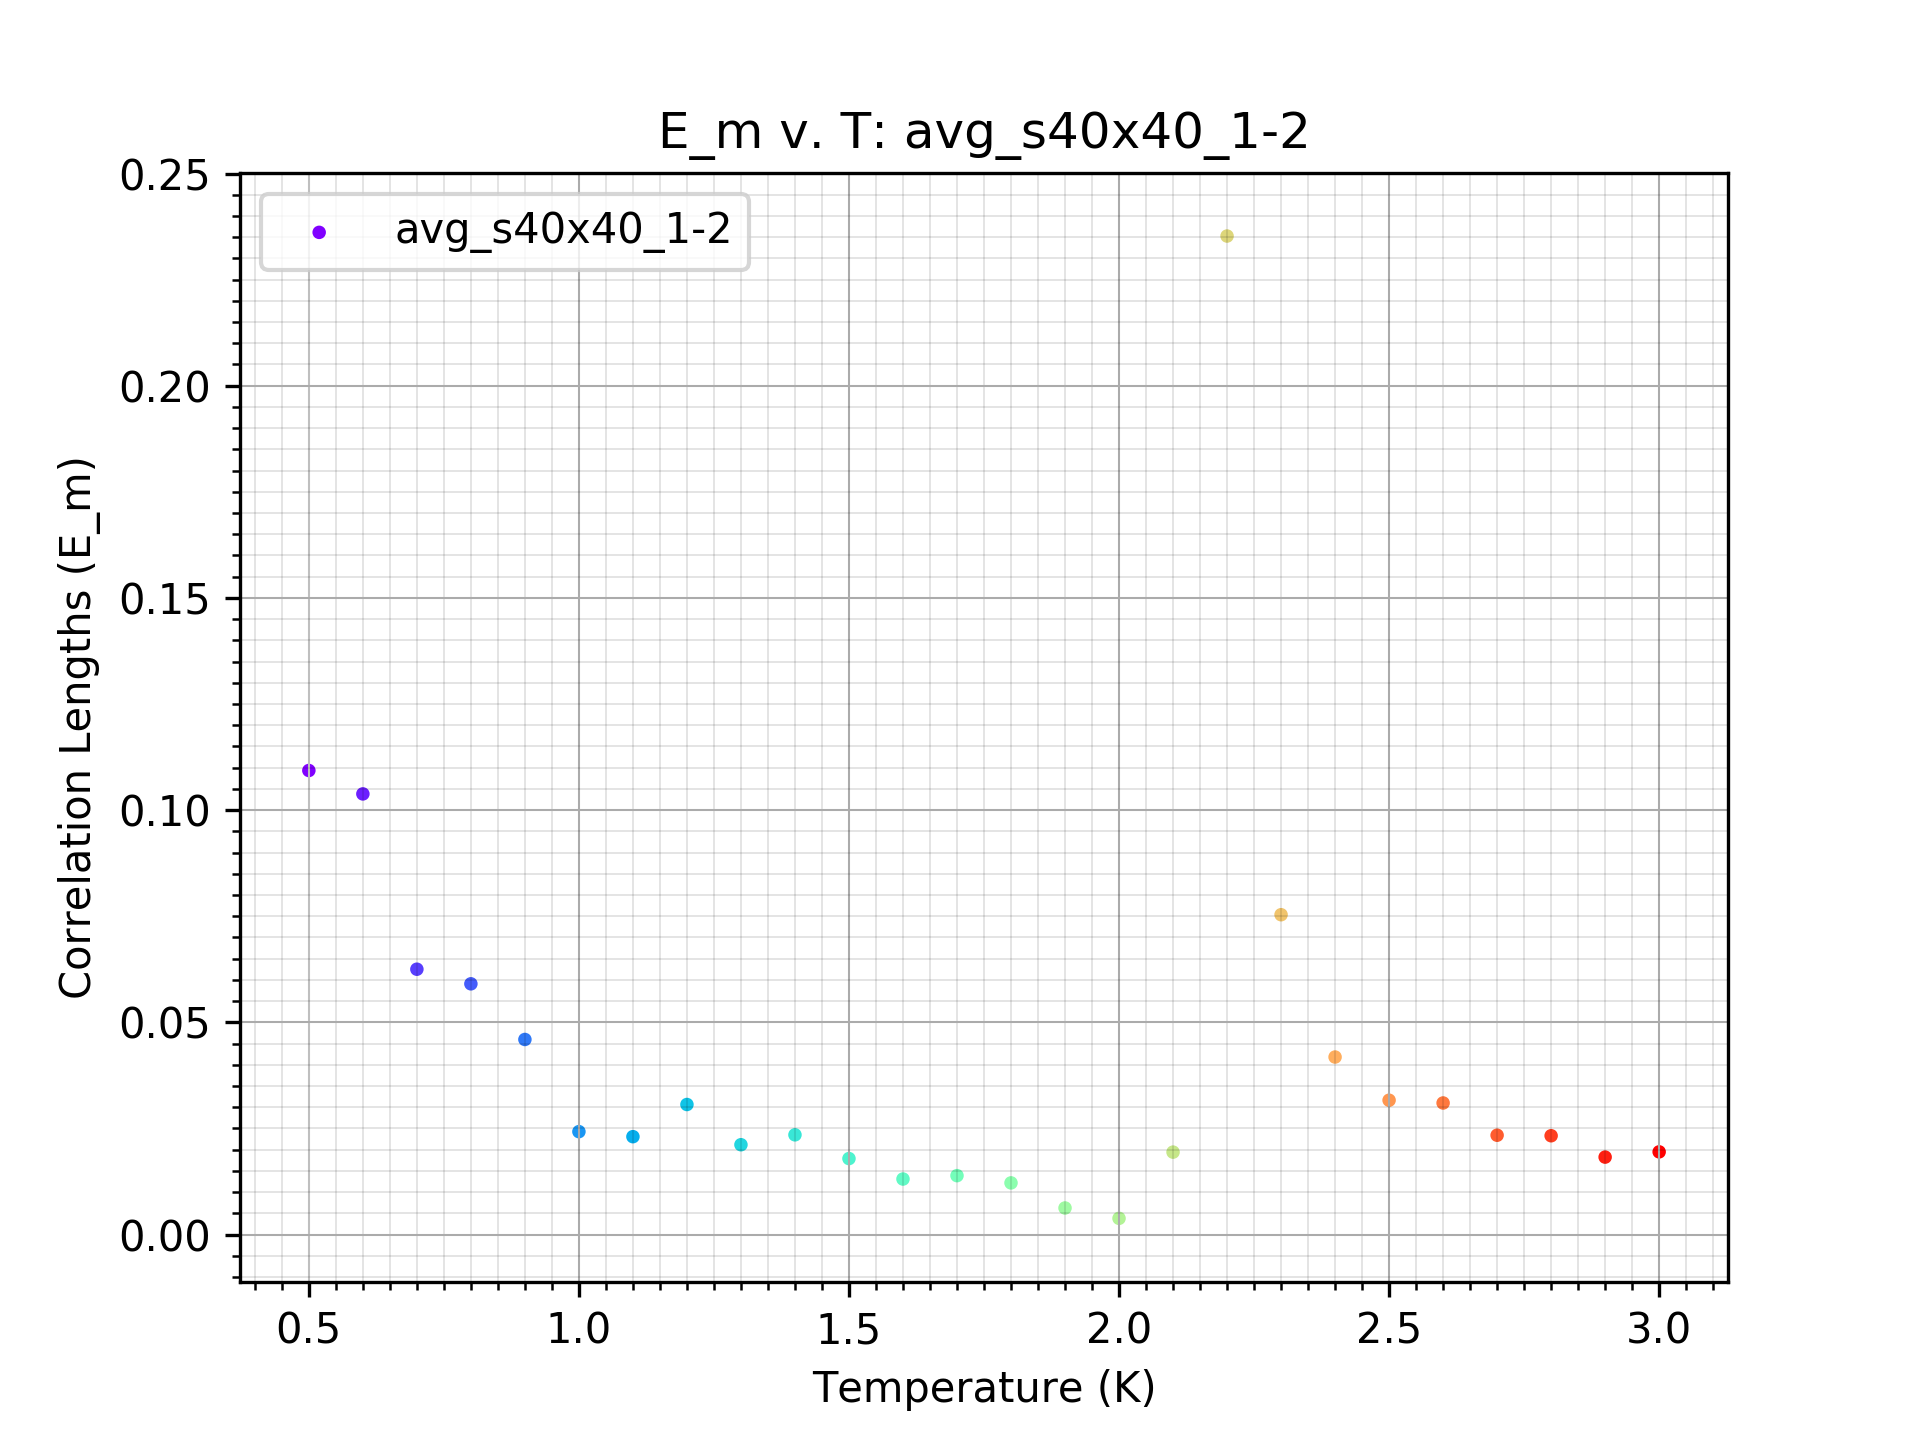 E_m v. T: avg_s40x40_1-2
avg_s40x40_1-2
0.25
0.20
0.15
0.10
0.05
0.00
Correlation Lengths (E_m)
0.5 1.0 1.5 2.0 2.5 3.0
Temperature (K)